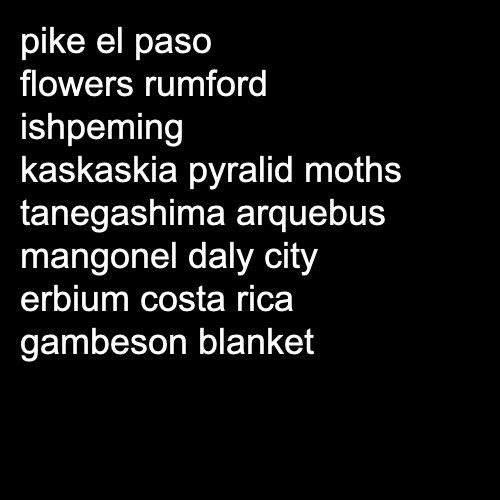 pike el paso
flowers rumford
ishpeming
kaskaskia pyralid moths
tanegashima arquebus
mangonel daly city
erbium costa rica
gambeson blanket